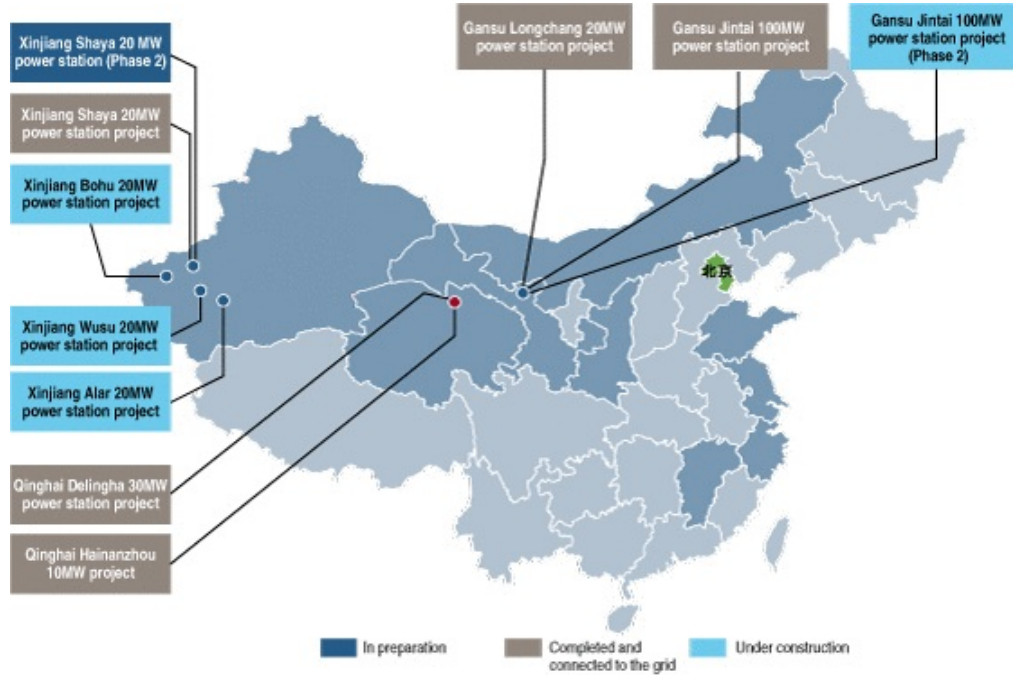 Xinjiang Shaya 20 MW
power station (Phase 2)
Xinjiang Shaya 20MW
power station project
Xinjiang Bohu 20MW
power station project
Xinjiang Wusu 20MW
power station project
Xinjiang Alar 20MW
power station project
Qinghai Delingha 30MW
power station project
Qinghai Hainanzhou
10MW project
Gansu Longchang 20MW
power station project
Gansu Jintai 100MW
power station project
Gansu Jintai 100MW
power station project
(Phase 2)
北京
In preparation
Completed and
connected to the grid
Under construction